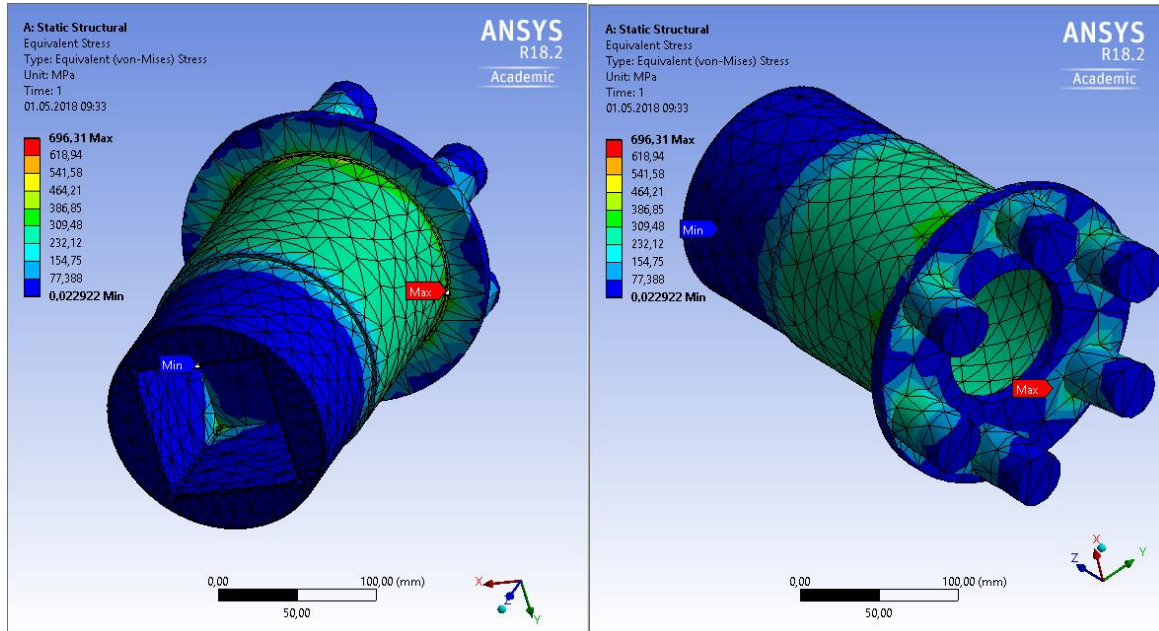 A: Static Structural
Equivalent Stress
Type: Equivalent (von-Mises) Stress
Unit: MPa
Time: 1
01.05.2018 09:33
ANSYS
R18.2
Academic
696,31 Max
618,94
541,58
464,21
386,85
309,48
232,12
154,75
77,388
0,022922 Min
Max
Min
0,00
100,00 (mm)
50,00
X
Z
Y
A: Static Structural
Equivalent Stress
Type: Equivalent (von-Mises) Stress
Unit: MPa
Time: 1
01.05.2018 09:33
ANSYS
R18.2
Academic
696,31 Max
618,94
541,58
464,21
386,85
309,48
232,12
154,75
77,388
0,022922 Min
Min
Max
0,00
100,00 (mm)
50,00
X
Z
Y